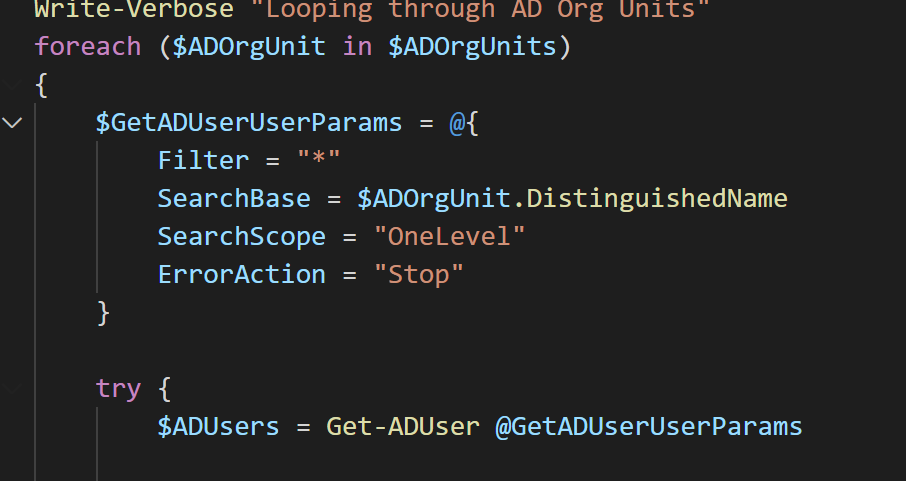 Write-Verbose "Looping through AD Org Units"
foreach ($ADOrgUnit in $ADOrgUnits)
{
    $GetADUserUserParams = @{
        Filter = "*"
        SearchBase = $ADOrgUnit.DistinguishedName
        SearchScope = "OneLevel"
        ErrorAction = "Stop"
    }
    try {
        $ADUsers = Get-ADUser @GetADUserUserParams